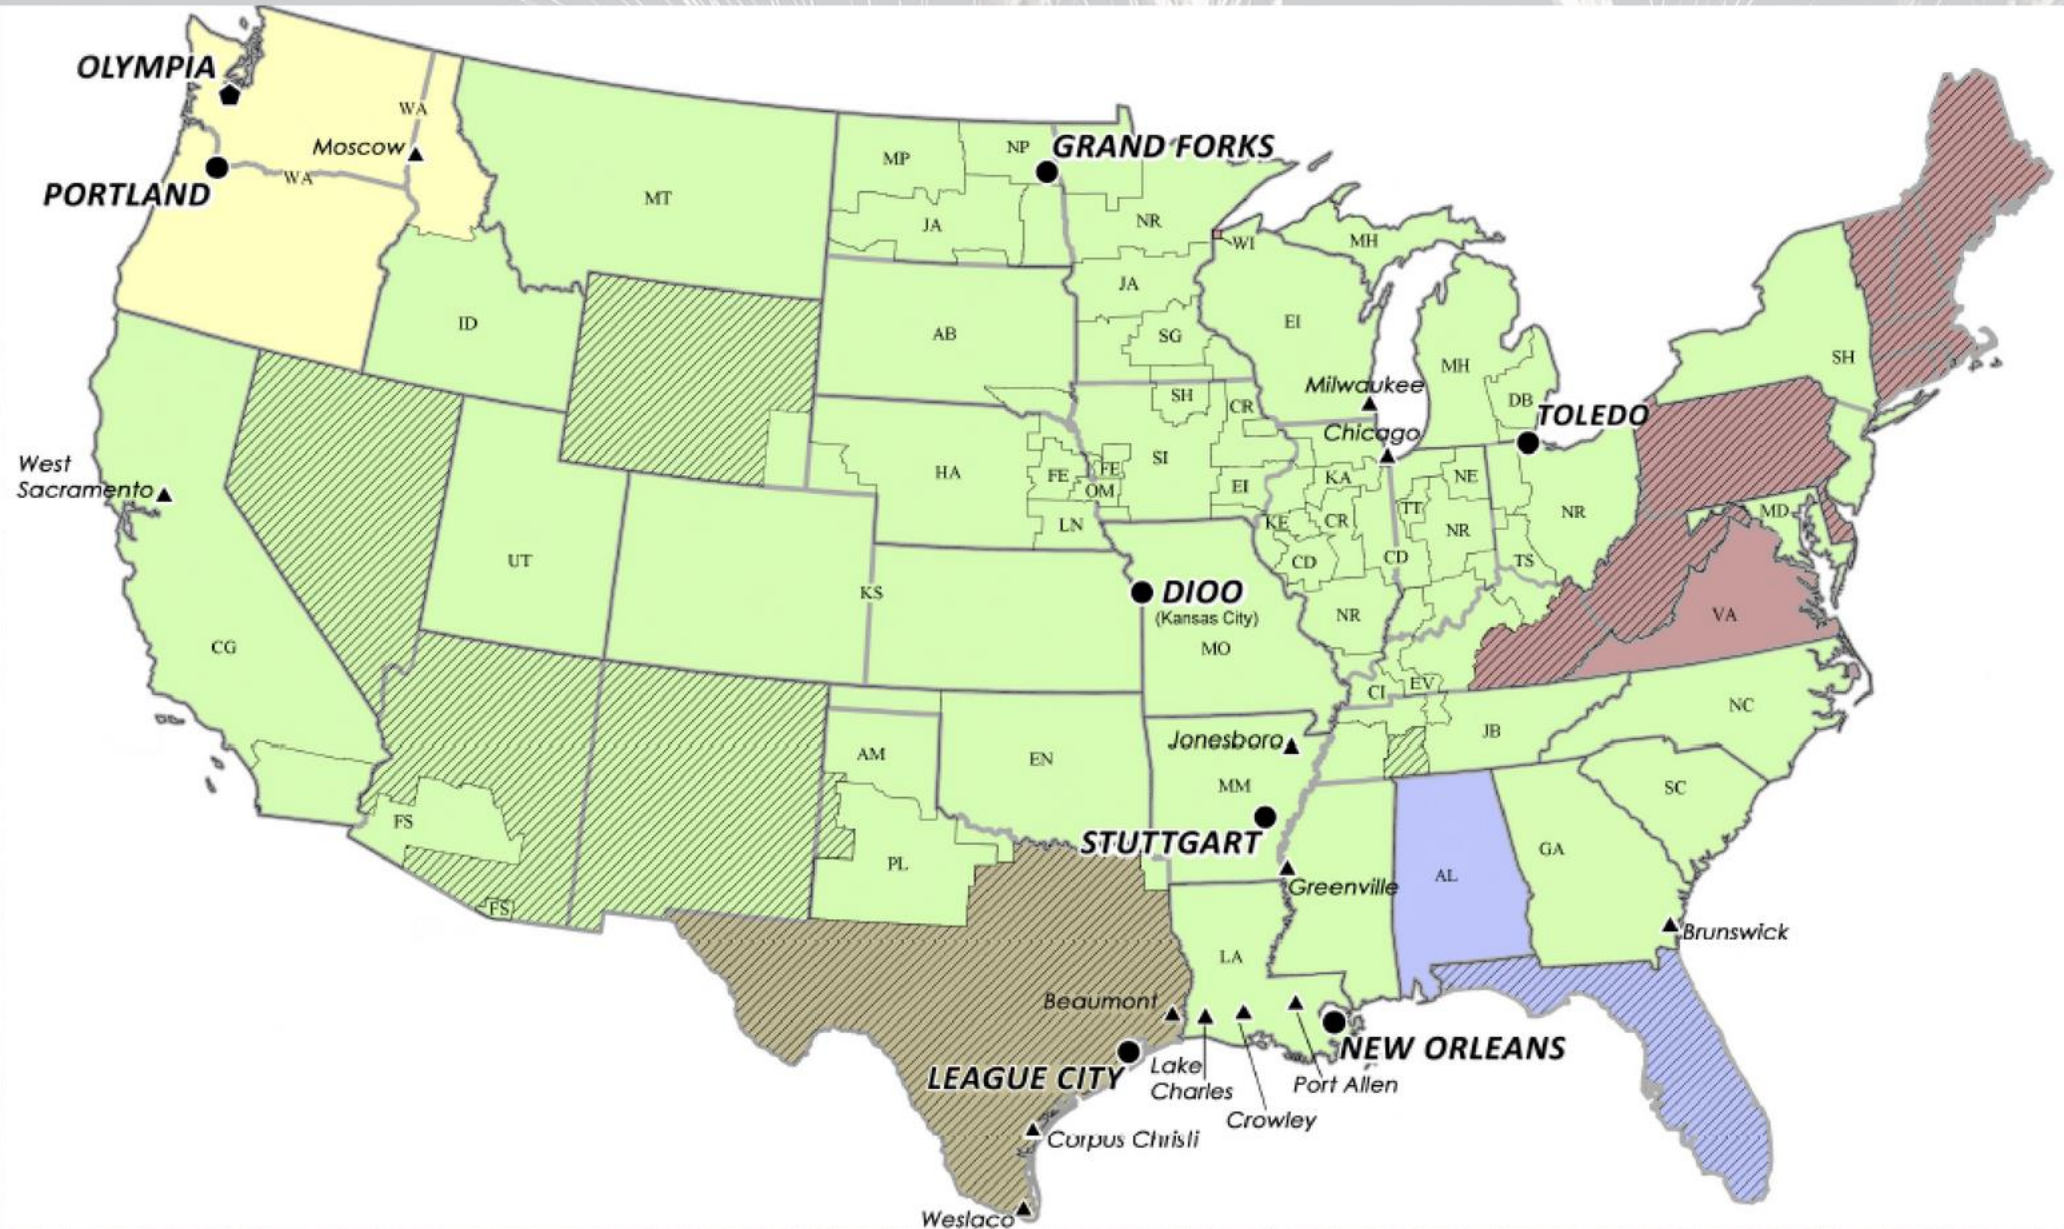 OLYMPIA
WA
Moscow
WA
PORTLAND
MT
MP
NP
GRAND FORKS
JA
NR
WI
MH
JA
ID
AB
SG
EI
MH
SH
Milwaukee
SH
CR
DB
TOLEDO
Chicago
West
Sacramento
HA
FE
FE
OM
SI
EI
KA
NE
LN
KE
CR
TT
NR
NR
MD
UT
KS
CD
CD
TS
DIOO
(Kansas City)
NR
VA
CG
MO
CI
EV
NC
Jonesboro
JB
AM
EN
MM
SC
FS
STUTTGART
PL
Greenville
AL
GA
FS
Brunswick
LA
Beaumont
NEW ORLEANS
LEAGUE CITY
Lake
Charles
Port Allen
Crowley
Corpus Chrisli
Weslaco